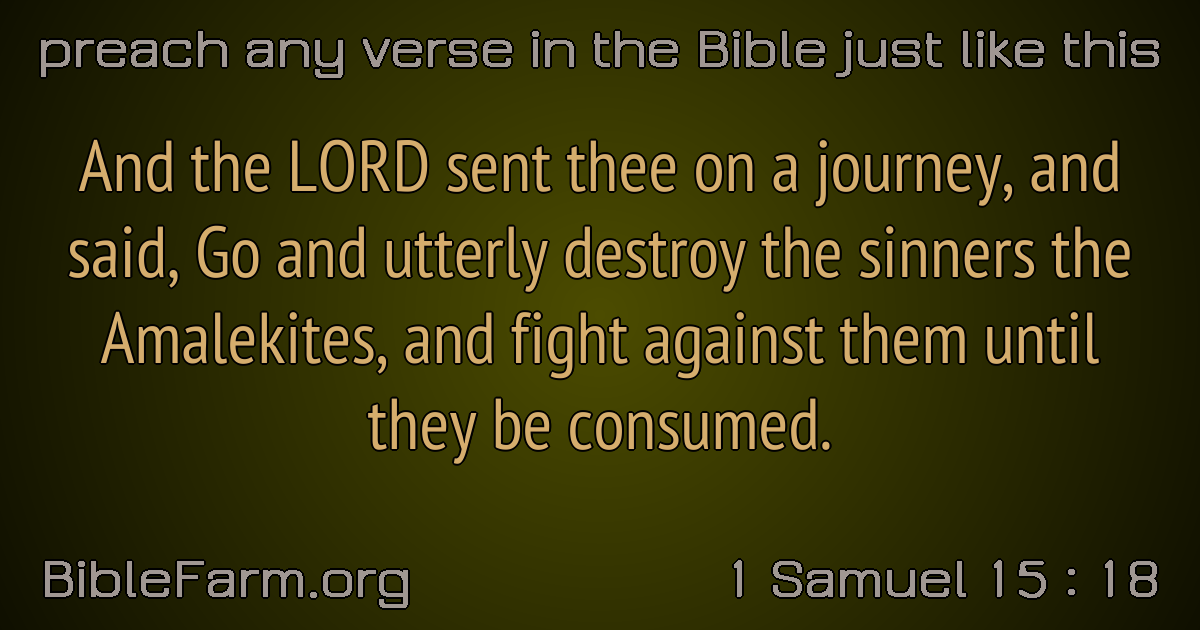 preach any verse in the Bible just like this
And the LORD sent thee on a journey, and
said, Go and utterly destroy the sinners the
Amalekites, and fight against them until
they be consumed.
BibleFarm.org
1 Samuel 15 : 18